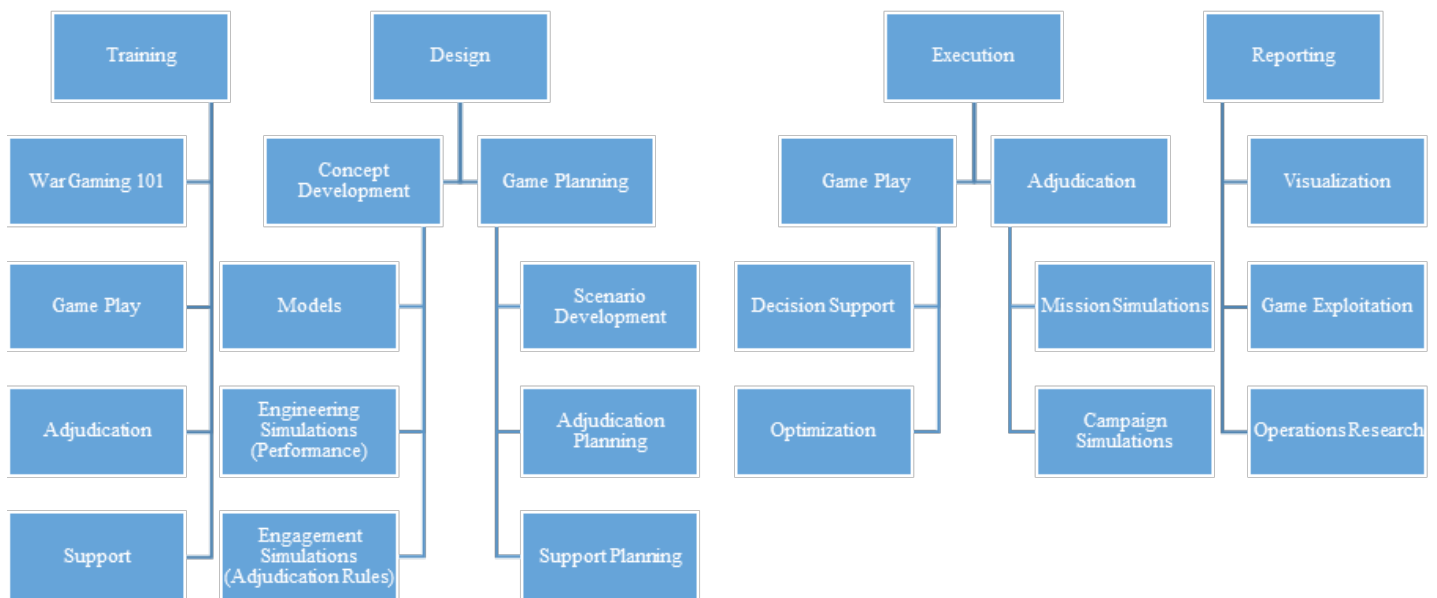 Training
Design
Execution
Reporting
War Gaming 101
Concept
Development
Game Planning
Game Play
Adjudication
Visualization
Game Play
Models
Scenario
Development
Decision Support
Mission Simulations
Game Exploitation
Adjudication
Engineering
Simulations
(Performance)
Adjudication
Planning
Optimization
Campaign
Simulations
Operations Research
Support
Engagement
Simulations
(Adjudication Rules)
Support Planning